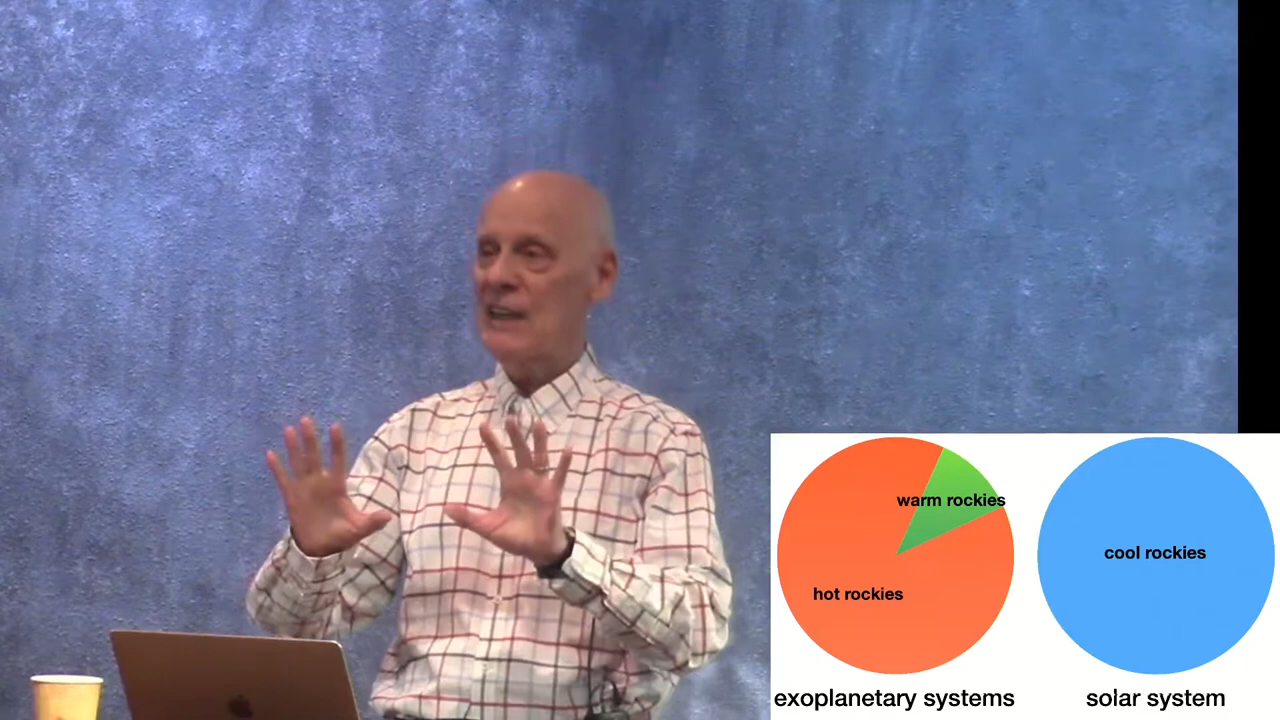 warm rockies
hot rockies
exoplanetary systems
cool rockies
solar system